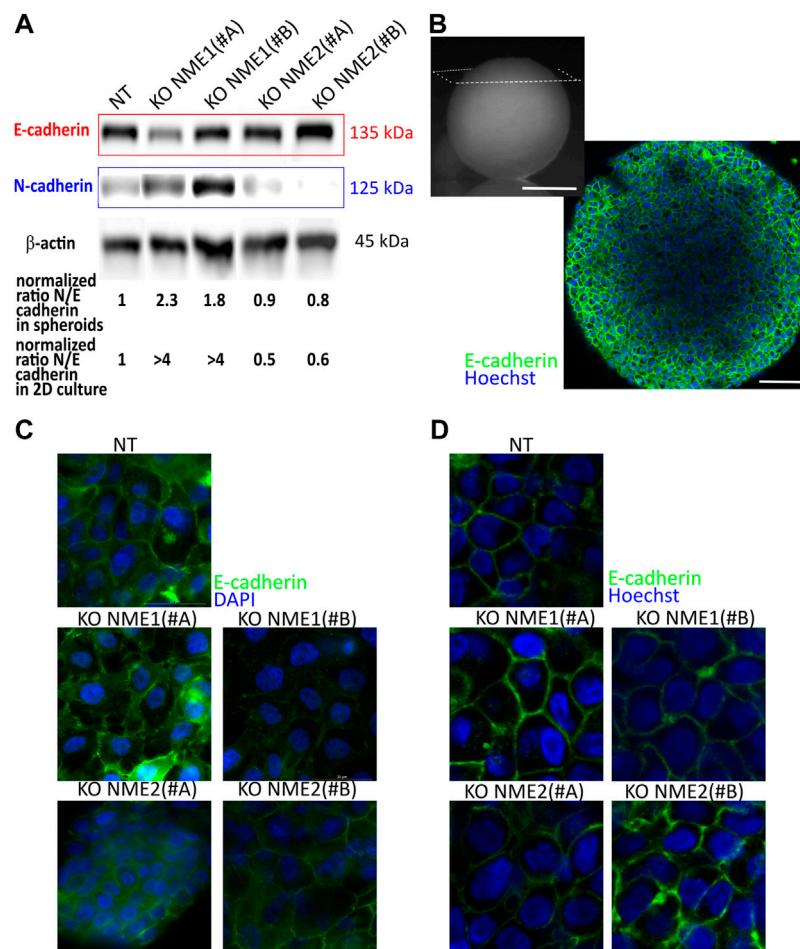 A
NT
KO NME1(#A)
KO NME1(#B)
KO NME2(#A)
KO NME2(#B)
E-cadherin
135 kDa
N-cadherin
125 kDa
β-actin
45 kDa
normalized
ratio N/E
cadherin
in spheroids
1 2.3 1.8 0.9 0.8
normalized
ratio N/E
cadherin
in 2D culture
1 >4 >4 0.5 0.6
B
E-cadherin
Hoechst
C
NT
E-cadherin
DAPI
KO NME1(#A) KO NME1(#B)
20 µm
KO NME2(#A) KO NME2(#B)
D
NT
E-cadherin
Hoechst
KO NME1(#A) KO NME1(#B)
KO NME2(#A) KO NME2(#B)